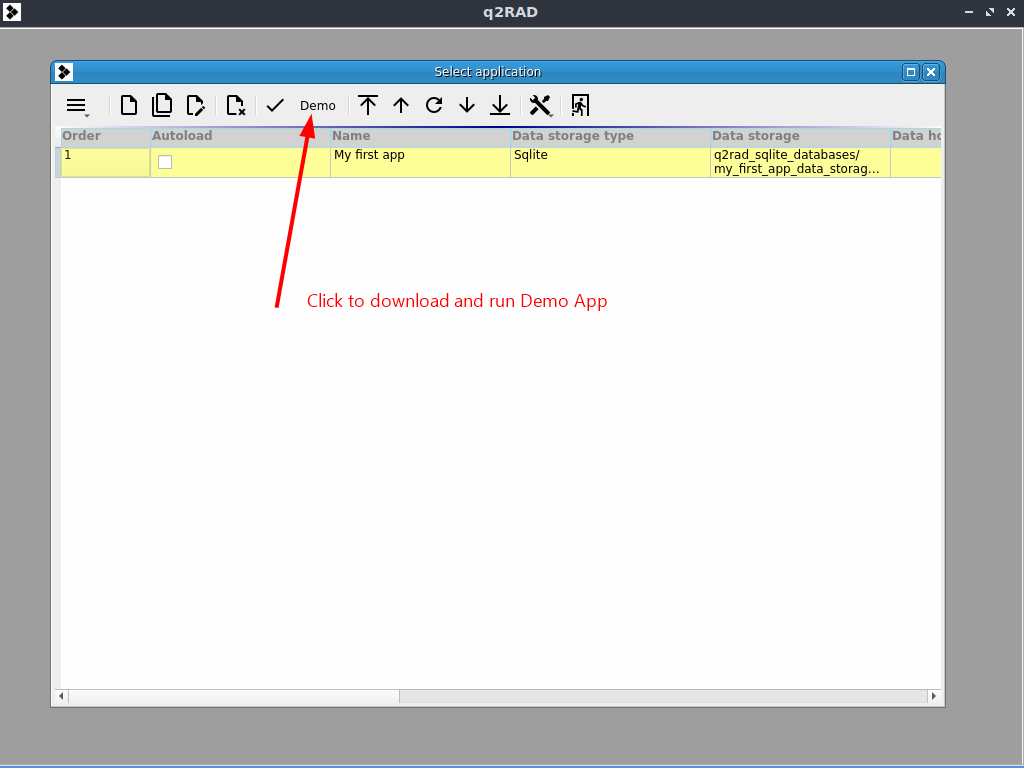 q2RAD
Select application
Demo
Order Autoload Name Data storage type Data storage Data ho
1 My first app Sqlite q2rad_sqlite_databases/
my_first_app_data_storag...
Click to download and run Demo App